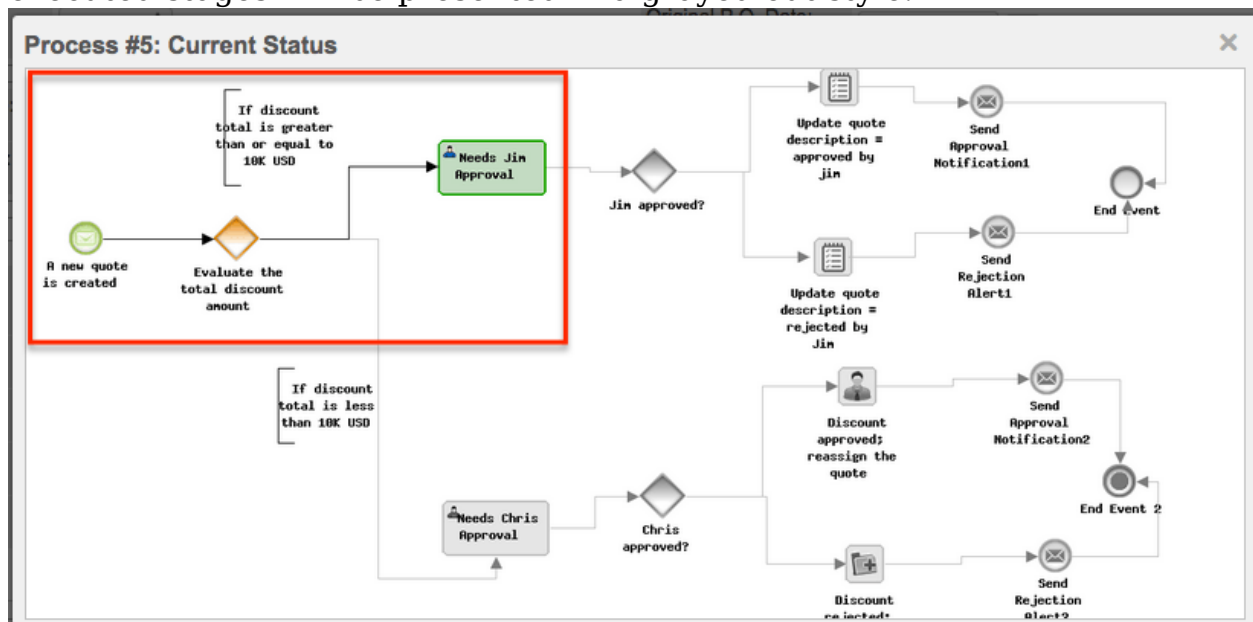 Process #5: Current Status
If discount
total is greater
than or equal to
10K USD
Needs Jim
Approval
A new quote
is created
Evaluate the
total discount
amount
Jim approved?
Update quote
description =
approved by
jim
Send
Approval
Notification1
End Event
Update quote
description =
rejected by
Jim
Send
Rejection
Alert1
If discount
total is less
than 10K USD
Needs Chris
Approval
Chris
approved?
Discount
approved;
reassign the
quote
Send
Approval
Notification2
End Event 2
Discount
rejected;
Send
Rejection
Alert2